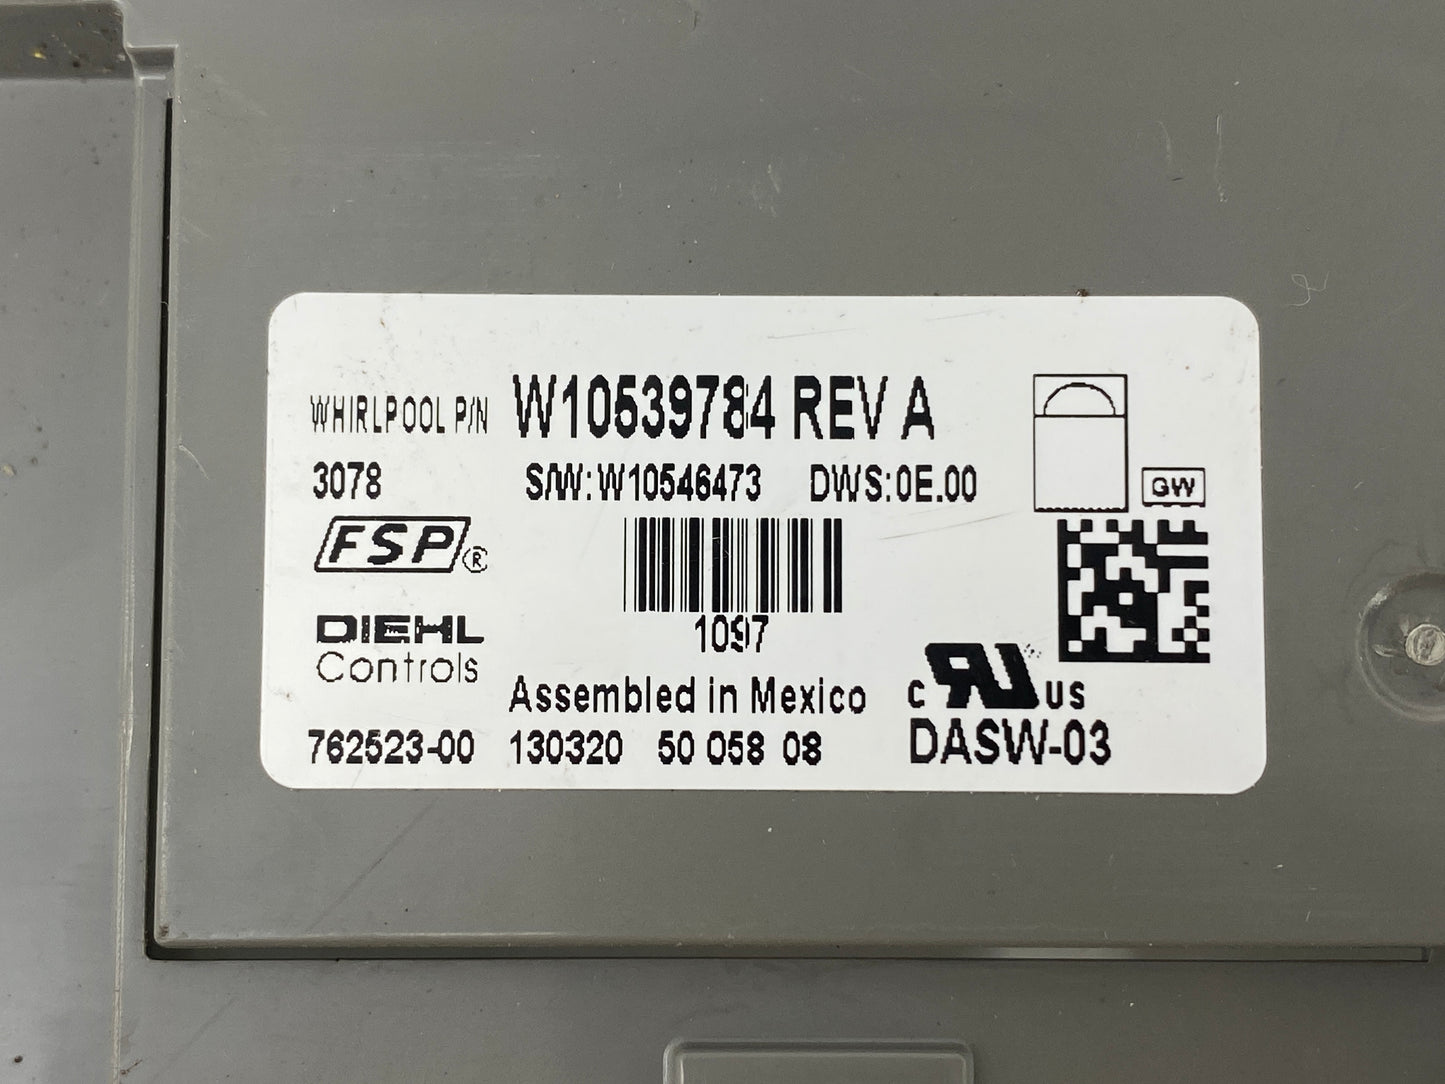 WHIRLPOOL P/N W10539784 REV A
3078 S/W:W10546473 DWS:0E.00
GW
FSP®
1097
DIEHL
Controls
Assembled in Mexico
c RU US
762523-00 130320 50 058 08 DASW-03